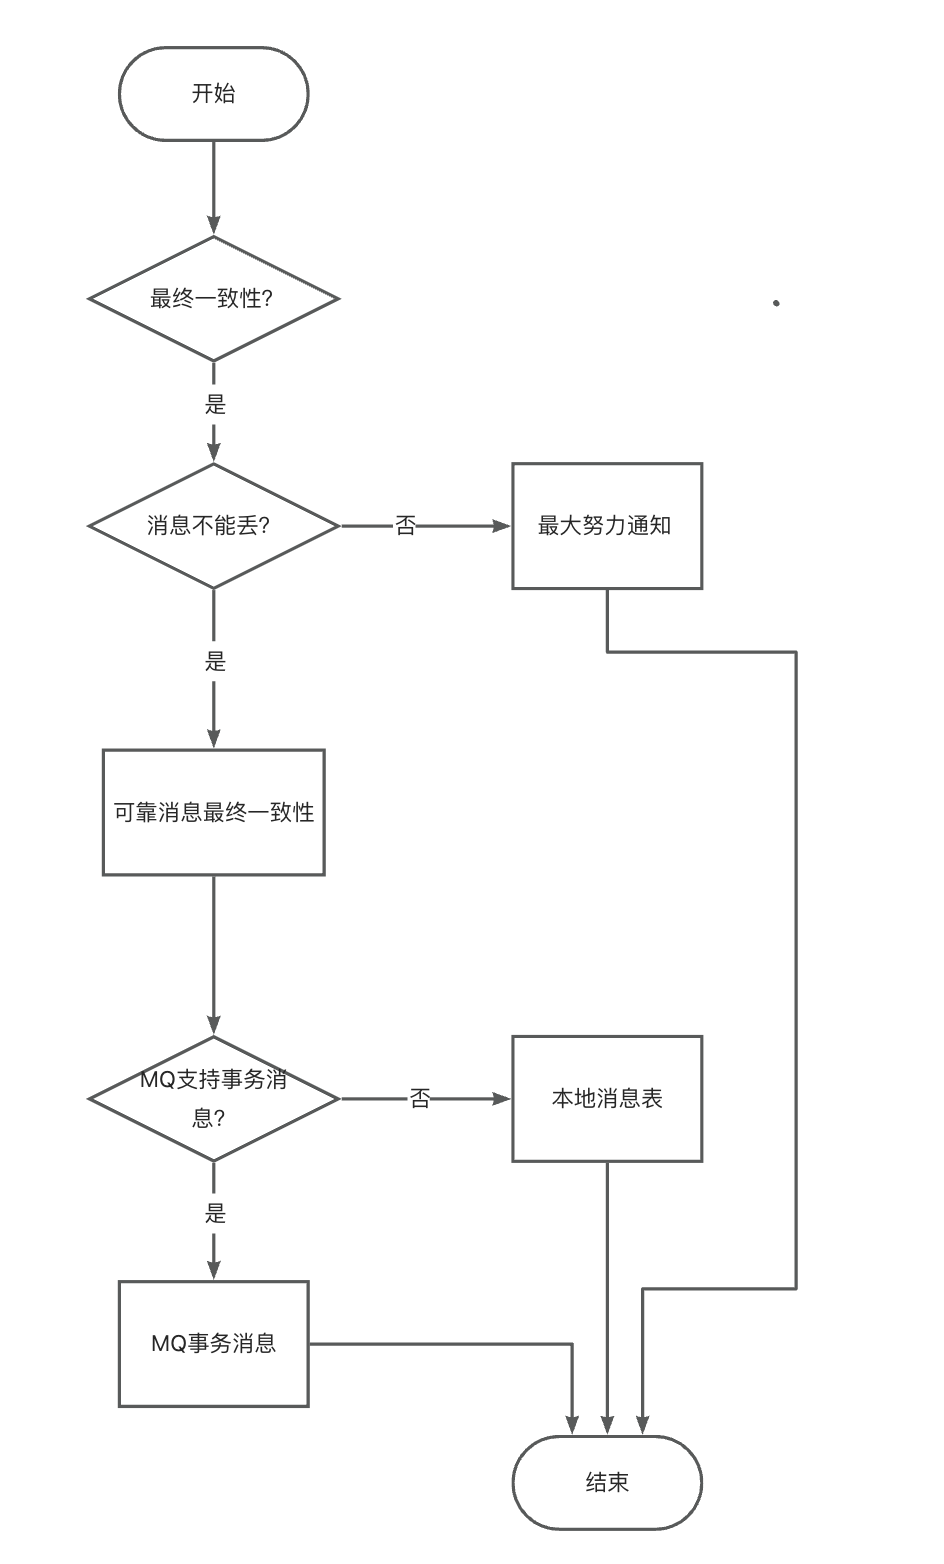 开始
最终一致性?
是
消息不能丢?
否
最大努力通知
是
可靠消息最终一致性
MQ支持事务消
息?
否
本地消息表
是
MQ事务消息
结束